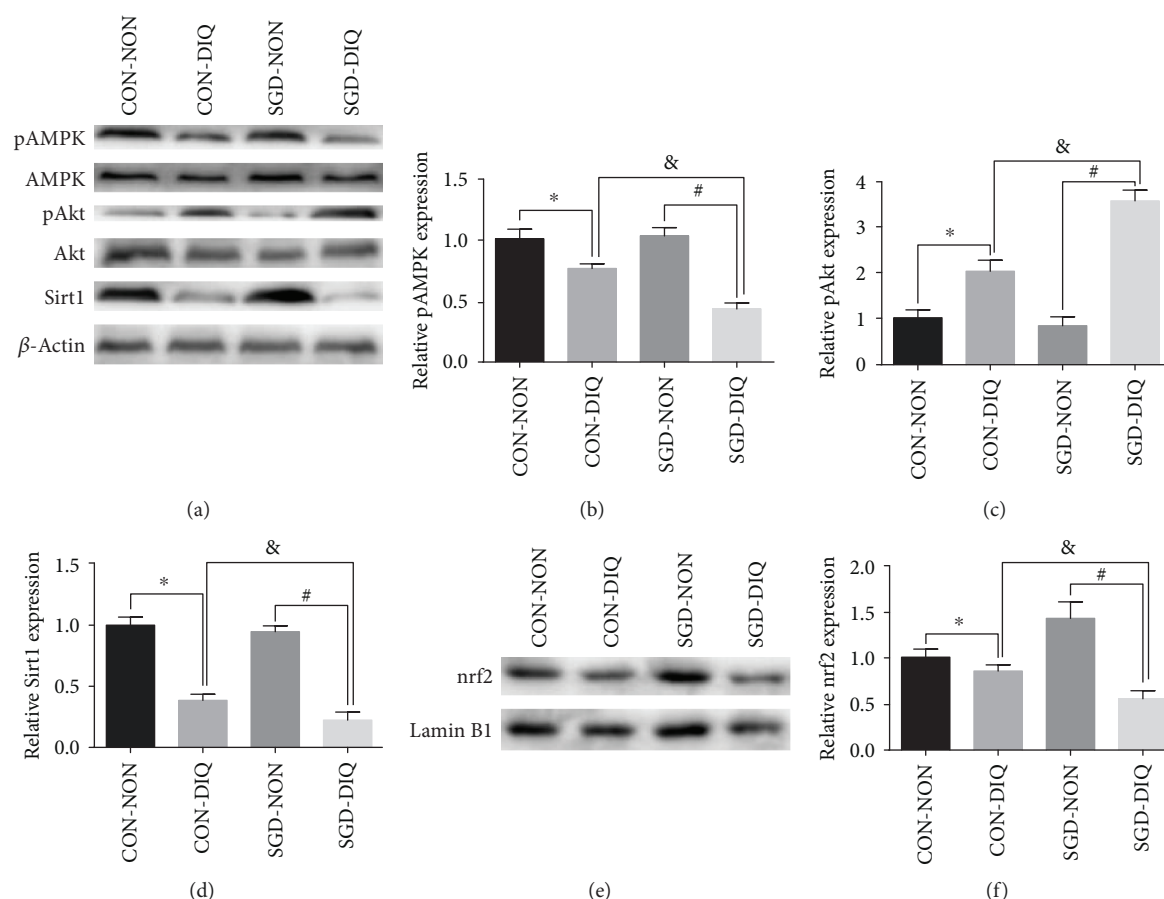 CON-NON
CON-DIQ
SGD-NON
SGD-DIQ
pAMPK
AMPK
pAkt
Akt
Sirt1
β-Actin
(a)
Relative pAMPK expression
1.5
1.0
0.5
0.0
*
&
#
CON-NON
CON-DIQ
SGD-NON
SGD-DIQ
(b)
Relative pAkt expression
4
3
2
1
0
*
&
#
CON-NON
CON-DIQ
SGD-NON
SGD-DIQ
(c)
Relative Sirt1 expression
1.5
1.0
0.5
0.0
*
&
#
CON-NON
CON-DIQ
SGD-NON
SGD-DIQ
(d)
CON-NON
CON-DIQ
SGD-NON
SGD-DIQ
nrf2
Lamin B1
(e)
Relative nrf2 expression
2.0
1.5
1.0
0.5
0.0
*
&
#
CON-NON
CON-DIQ
SGD-NON
SGD-DIQ
(f)